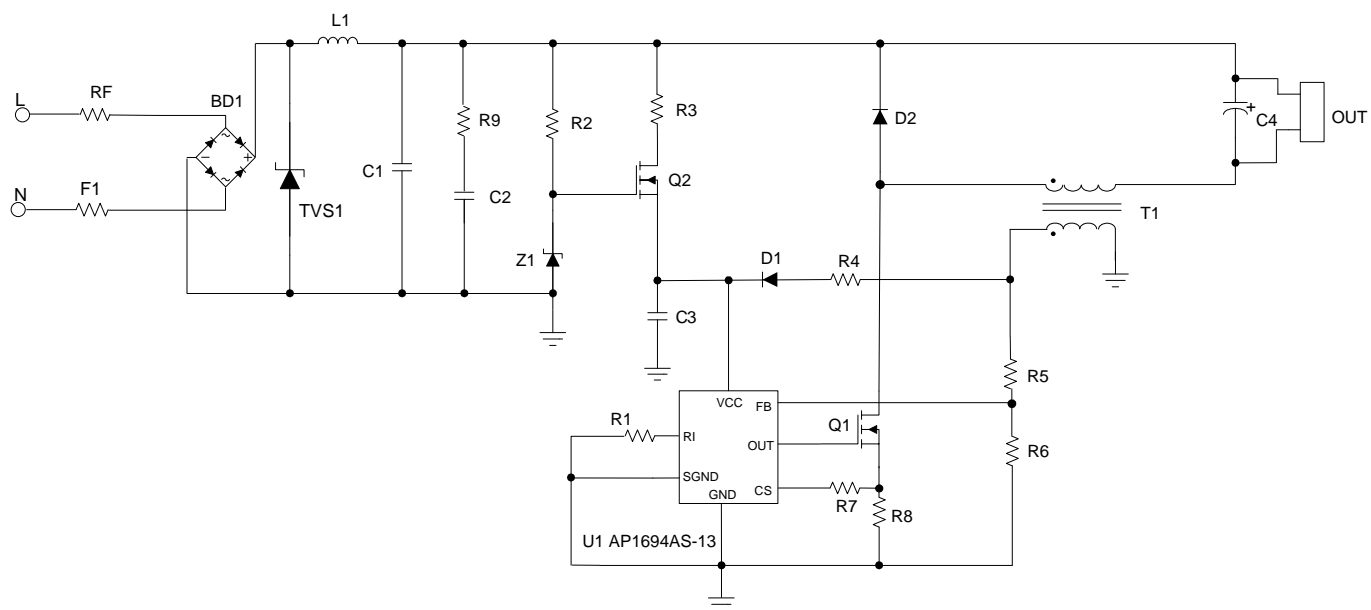 L1
L
RF
BD1
~
+
−
~
N
F1
TVS1
C1
R9
C2
R2
R3
Q2
Z1
D2
+
C4
OUT
T1
D1
R4
C3
R5
R6
VCC
FB
RI
OUT
SGND
GND
CS
R1
Q1
R7
R8
U1 AP1694AS-13